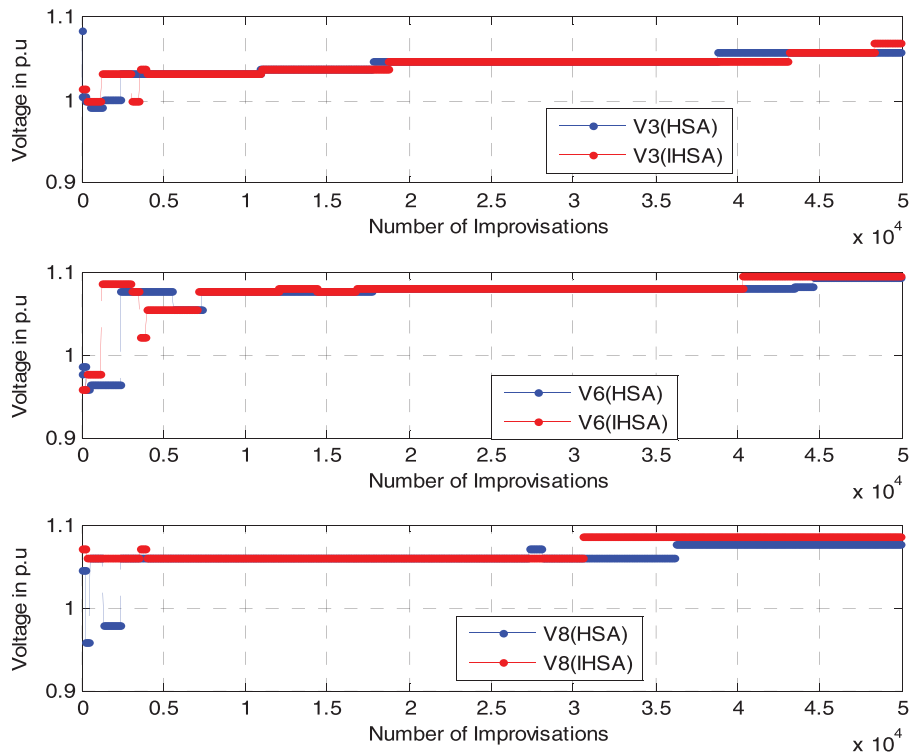 1.1
1
0.9
Voltage in p.u
V3(HSA)
V3(IHSA)
0 0.5 1 1.5 2 2.5 3 3.5 4 4.5 5
Number of Improvisations
x 10^4
1.1
1
0.9
Voltage in p.u
V6(HSA)
V6(IHSA)
0 0.5 1 1.5 2 2.5 3 3.5 4 4.5 5
Number of Improvisations
x 10^4
1.1
1
0.9
Voltage in p.u
V8(HSA)
V8(IHSA)
0 0.5 1 1.5 2 2.5 3 3.5 4 4.5 5
Number of Improvisations
x 10^4